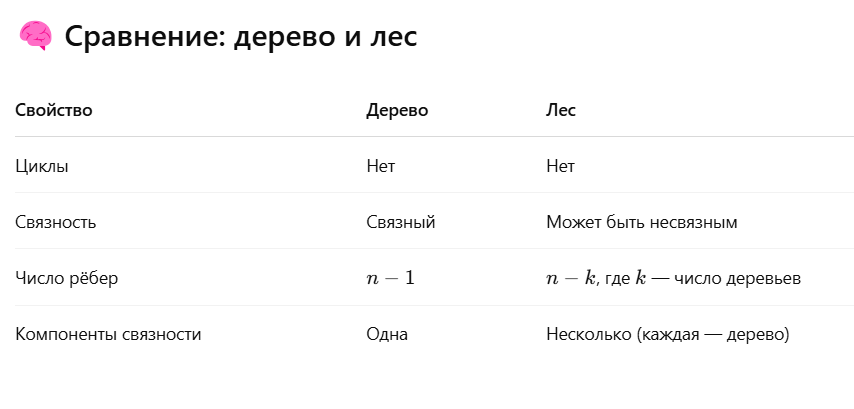 🧠 Сравнение: дерево и лес
Свойство Дерево Лес
Циклы Нет Нет
Связность Связный Может быть несвязным
Число рёбер n − 1 n − k, где k — число деревьев
Компоненты связности Одна Несколько (каждая — дерево)